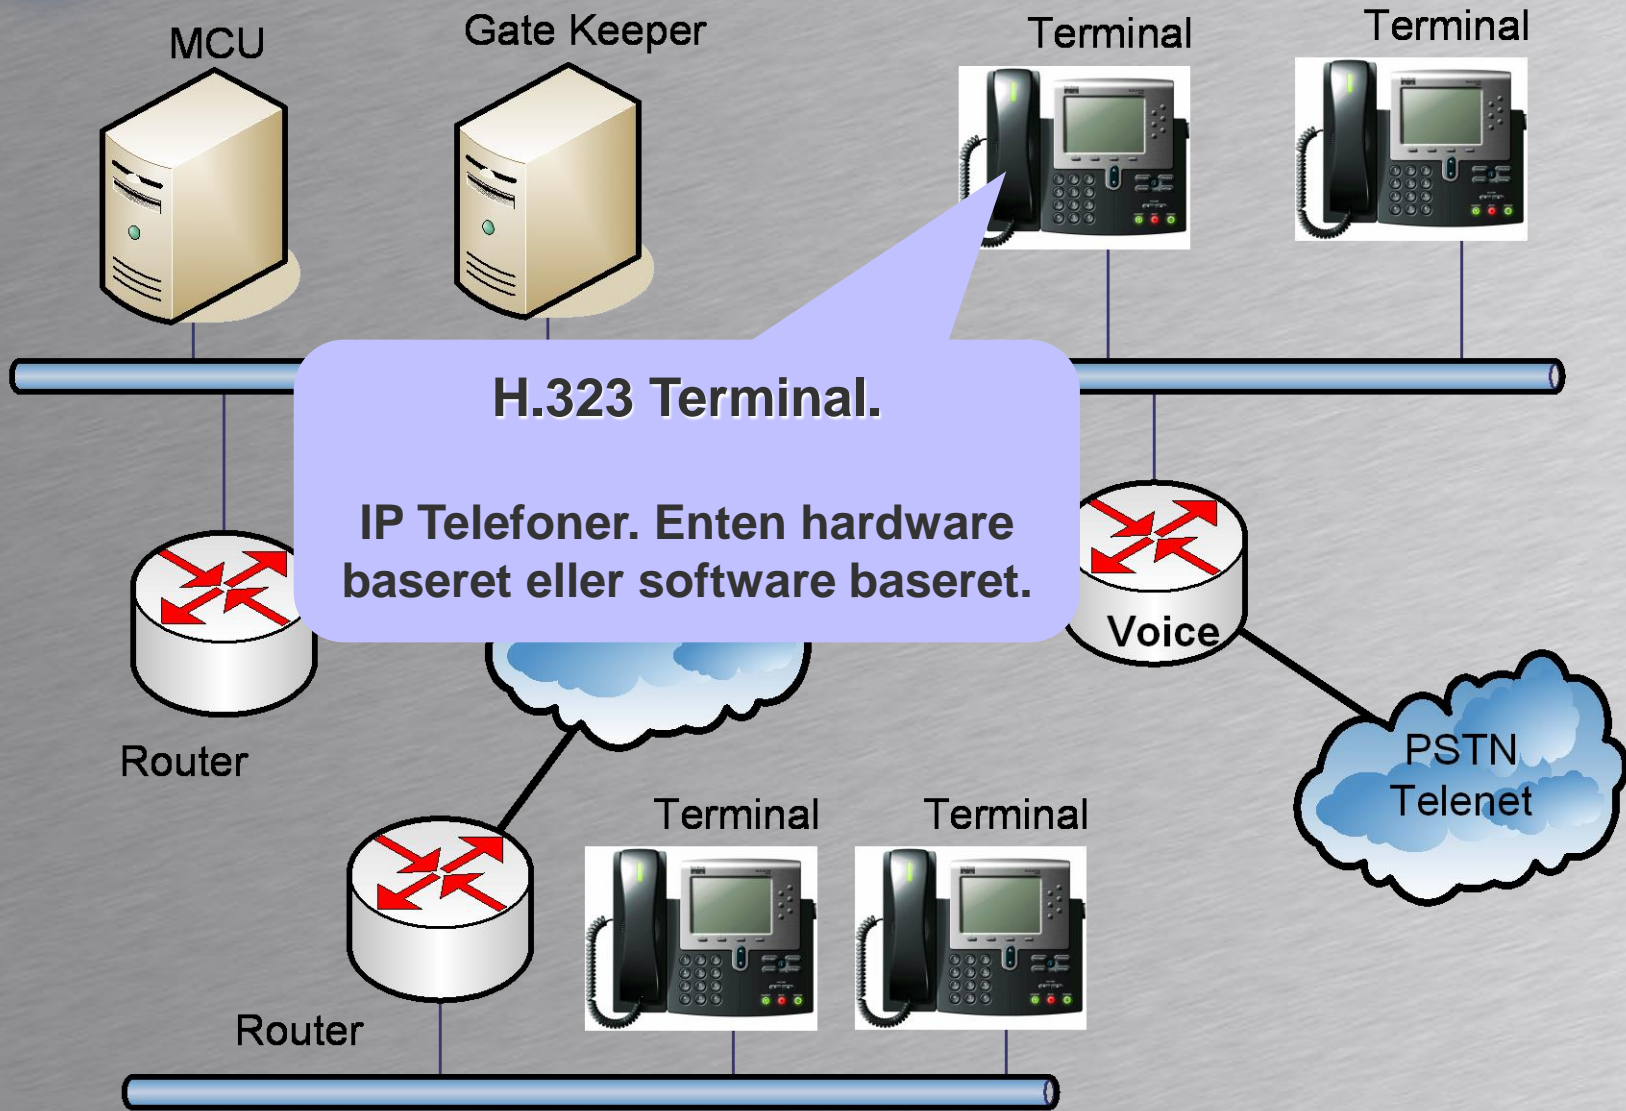 MCU
Gate Keeper
Terminal
Terminal
H.323 Terminal.
IP Telefoner. Enten hardware
baseret eller software baseret.
Voice
Router
PSTN
Telenet
Terminal
Terminal
Router